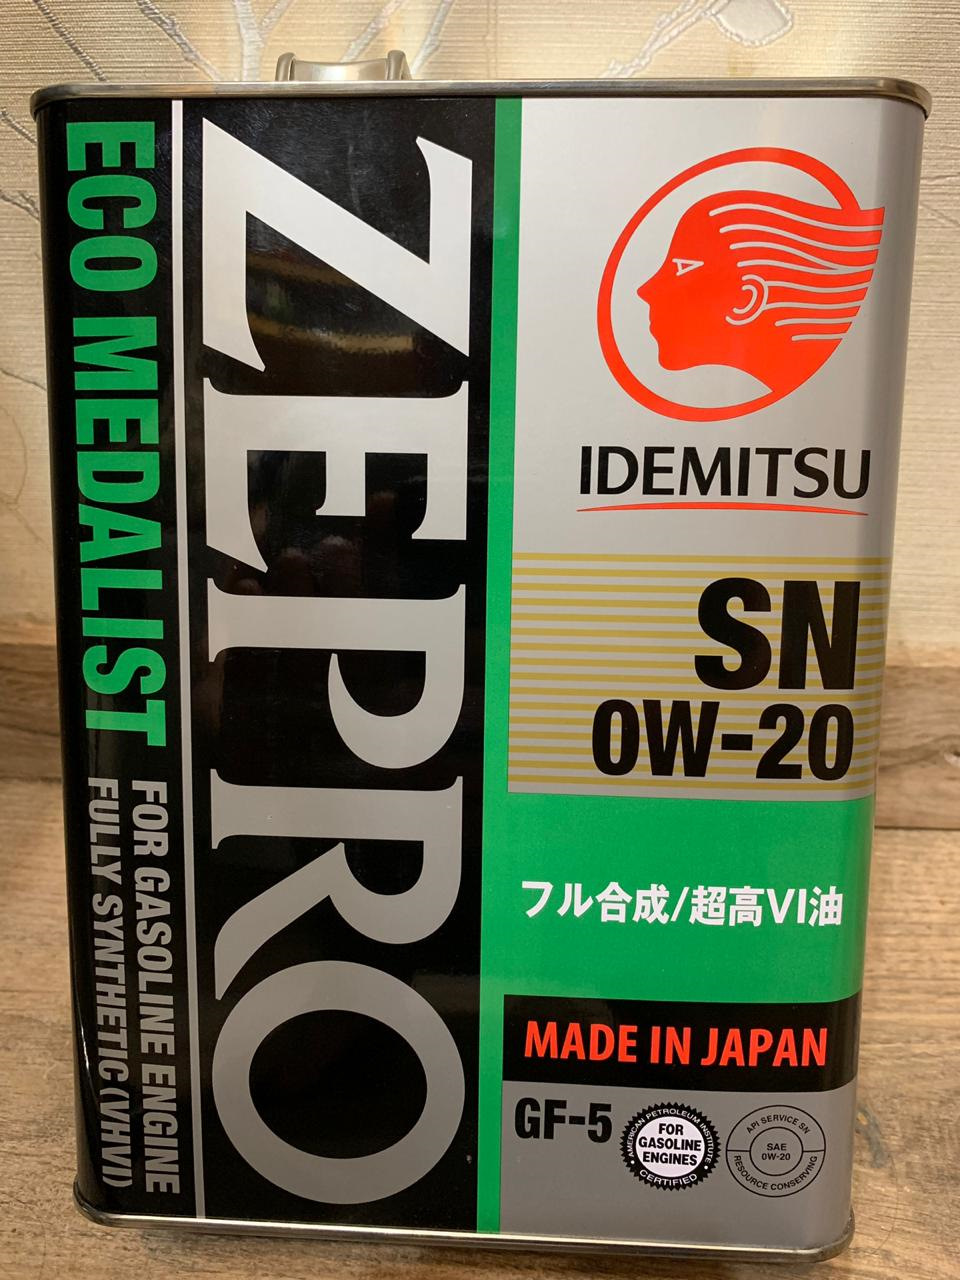 ECO MEDALIST
FOR GASOLINE ENGINE
FULLY SYNTHETIC (VHVI)
ZEPRO
IDEMITSU
SN
0W-20
フル合成/超高VI油
MADE IN JAPAN
GF-5
AMERICAN PETROLEUM INSTITUTE
FOR
GASOLINE
ENGINES
CERTIFIED
API SERVICE SN
SAE
0W-20
RESOURCE CONSERVING